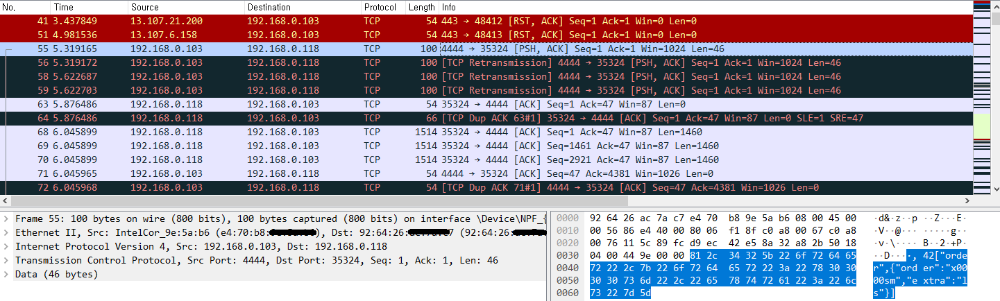 No. Time Source Destination Protocol Length Info
41 3.437849 13.107.21.200 192.168.0.103 TCP 54 443 → 48412 [RST, ACK] Seq=1 Ack=1 Win=0 Len=0
51 4.981536 13.107.6.158 192.168.0.103 TCP 54 443 → 48413 [RST, ACK] Seq=1 Ack=1 Win=0 Len=0
55 5.319165 192.168.0.103 192.168.0.118 TCP 100 4444 → 35324 [PSH, ACK] Seq=1 Ack=1 Win=1024 Len=46
56 5.319172 192.168.0.103 192.168.0.118 TCP 100 [TCP Retransmission] 4444 → 35324 [PSH, ACK] Seq=1 Ack=1 Win=1024 Len=46
58 5.622687 192.168.0.103 192.168.0.118 TCP 100 [TCP Retransmission] 4444 → 35324 [PSH, ACK] Seq=1 Ack=1 Win=1024 Len=46
59 5.622703 192.168.0.103 192.168.0.118 TCP 100 [TCP Retransmission] 4444 → 35324 [PSH, ACK] Seq=1 Ack=1 Win=1024 Len=46
63 5.876486 192.168.0.118 192.168.0.103 TCP 54 35324 → 4444 [ACK] Seq=1 Ack=47 Win=87 Len=0
64 5.876486 192.168.0.118 192.168.0.103 TCP 66 [TCP Dup ACK 63#1] 35324 → 4444 [ACK] Seq=1 Ack=47 Win=87 Len=0 SLE=1 SRE=47
68 6.045899 192.168.0.118 192.168.0.103 TCP 1514 35324 → 4444 [ACK] Seq=1 Ack=47 Win=87 Len=1460
69 6.045899 192.168.0.118 192.168.0.103 TCP 1514 35324 → 4444 [ACK] Seq=1461 Ack=47 Win=87 Len=1460
70 6.045899 192.168.0.118 192.168.0.103 TCP 1514 35324 → 4444 [ACK] Seq=2921 Ack=47 Win=87 Len=1460
71 6.045965 192.168.0.103 192.168.0.118 TCP 54 4444 → 35324 [ACK] Seq=47 Ack=4381 Win=1026 Len=0
72 6.045968 192.168.0.103 192.168.0.118 TCP 54 [TCP Dup ACK 71#1] 4444 → 35324 [ACK] Seq=47 Ack=4381 Win=1026 Len=0
Frame 55: 100 bytes on wire (800 bits), 100 bytes captured (800 bits) on interface \Device\NPF_{
Ethernet II, Src: IntelCor_9e:5a:b6 (e4:70:b8: ), Dst: 92:64:26: (92:64:26:
Internet Protocol Version 4, Src: 192.168.0.103, Dst: 192.168.0.118
Transmission Control Protocol, Src Port: 4444, Dst Port: 35324, Seq: 1, Ack: 1, Len: 46
Data (46 bytes)
0000 92 64 26 ac 7a c7 e4 70 b8 9e 5a b6 08 00 45 00 ·d&·z··p ··Z···E·
0010 00 56 86 e4 40 00 80 06 f1 8f c0 a8 00 67 c0 a8 ·V··@··· ·····g··
0020 00 76 11 5c 89 fc d9 ec 42 e5 8a 32 a8 2b 50 18 ·v·\···· B··2·+P·
0030 04 00 44 9e 00 00 81 2c 34 32 5b 22 6f 72 64 65 ··D····, 42["orde
0040 72 22 2c 7b 22 6f 72 64 65 72 22 3a 22 78 30 30 r",{"ord er":"x00
0050 30 30 73 6d 22 2c 22 65 78 74 72 61 22 3a 22 6c 00sm","e xtra":"l
0060 73 22 7d 5d s"}]